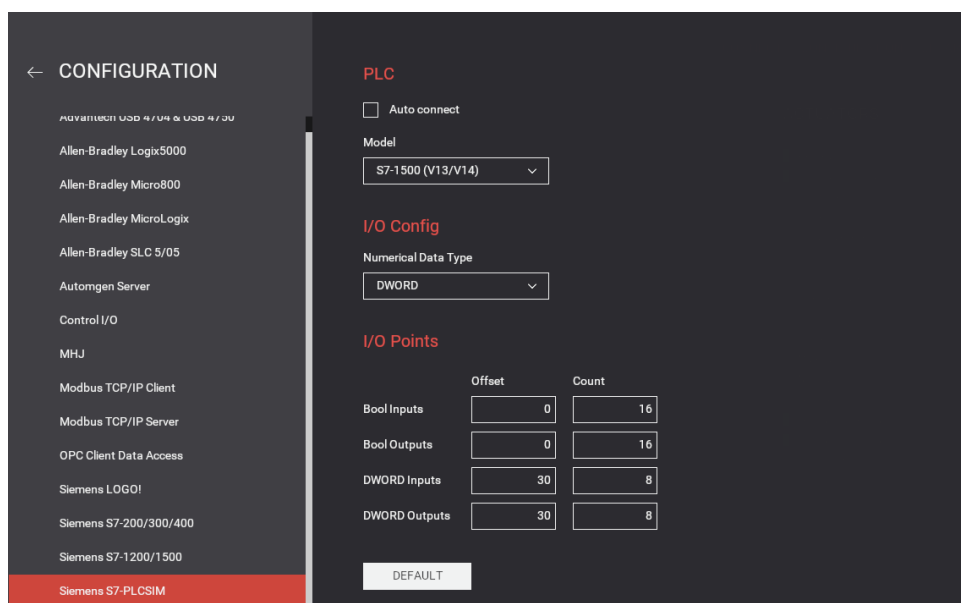 CONFIGURATION
Advantech USB 4704 & USB 4750
Allen-Bradley Logix5000
Allen-Bradley Micro800
Allen-Bradley MicroLogix
Allen-Bradley SLC 5/05
Automgen Server
Control I/O
MHJ
Modbus TCP/IP Client
Modbus TCP/IP Server
OPC Client Data Access
Siemens LOGO!
Siemens S7-200/300/400
Siemens S7-1200/1500
Siemens S7-PLCSIM
PLC
Auto connect
Model
S7-1500 (V13/V14)
I/O Config
Numerical Data Type
DWORD
I/O Points
Offset Count
Bool Inputs 0 16
Bool Outputs 0 16
DWORD Inputs 30 8
DWORD Outputs 30 8
DEFAULT